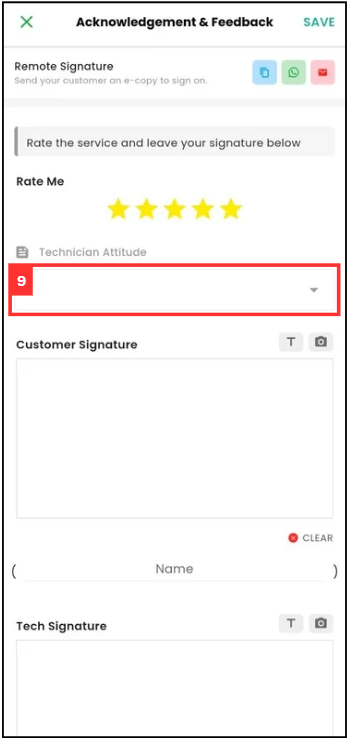 Acknowledgement & Feedback SAVE
Remote Signature
Send your customer an e-copy to sign on.
Rate the service and leave your signature below
Rate Me
Technician Attitude
9
Customer Signature T
CLEAR
( Name )
Tech Signature T